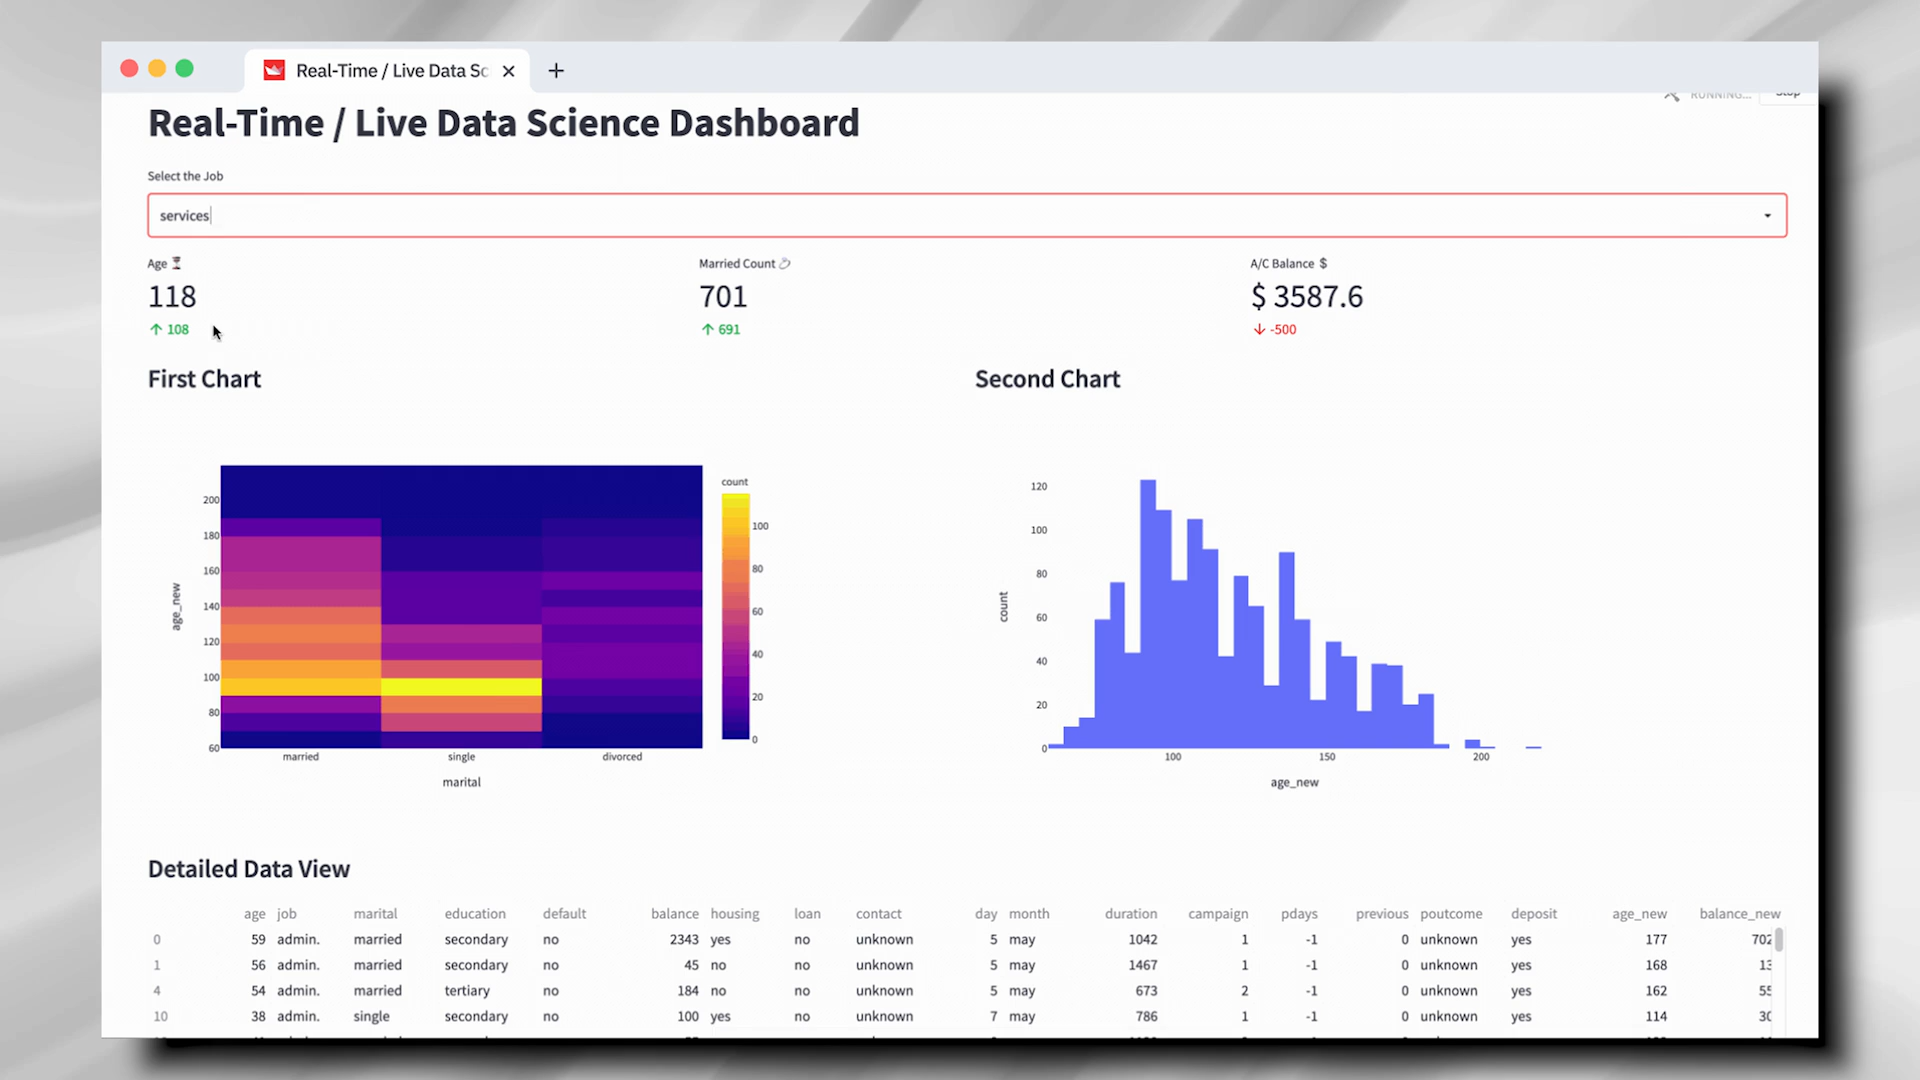 Real-Time / Live Data Sc
Real-Time / Live Data Science Dashboard
RUNNING...
Stop
Select the Job
services
Age
118
↑ 108
Married Count
701
↑ 691
A/C Balance $
$ 3587.6
↓ -500
First Chart
Second Chart
count
200
180
160
140
120
100
80
60
age_new
married single divorced
marital
100
80
60
40
20
0
120
100
80
60
40
20
0
count
100 150 200
age_new
Detailed Data View
age job marital education default balance housing loan contact day month duration campaign pdays previous poutcome deposit age_new balance_new
0 59 admin. married secondary no 2343 yes no unknown 5 may 1042 1 -1 0 unknown yes 177 702
1 56 admin. married secondary no 45 no no unknown 5 may 1467 1 -1 0 unknown yes 168 13
4 54 admin. married tertiary no 184 no no unknown 5 may 673 2 -1 0 unknown yes 162 55
10 38 admin. single secondary no 100 yes no unknown 7 may 786 1 -1 0 unknown yes 114 30